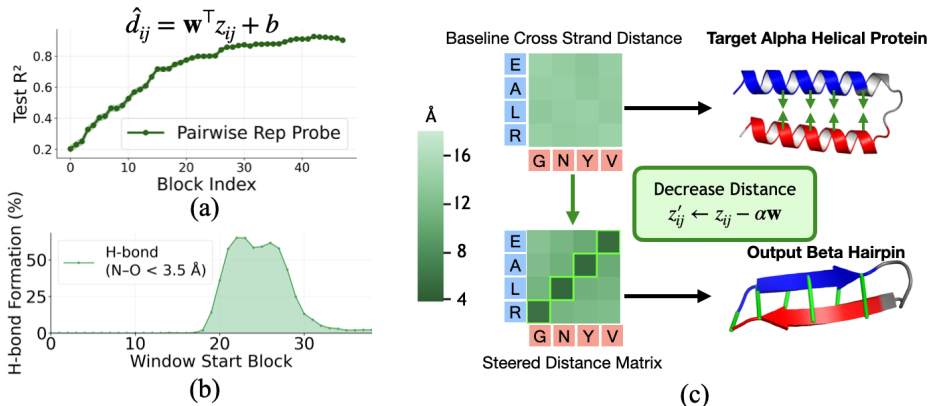 d̂ᵢⱼ = w⊤zᵢⱼ + b
Test R²
0.8
0.6
0.4
0.2
Pairwise Rep Probe
0 10 20 30 40
Block Index
(a)
H-bond Formation (%)
50
25
0
H-bond
(N–O < 3.5 Å)
0 10 20 30
Window Start Block
(b)
Baseline Cross Strand Distance
E
A
L
R
G N Y V
Å
16
12
8
4
Target Alpha Helical Protein
Decrease Distance
z′ᵢⱼ ← zᵢⱼ − αw
E
A
L
R
G N Y V
Steered Distance Matrix
Output Beta Hairpin
(c)